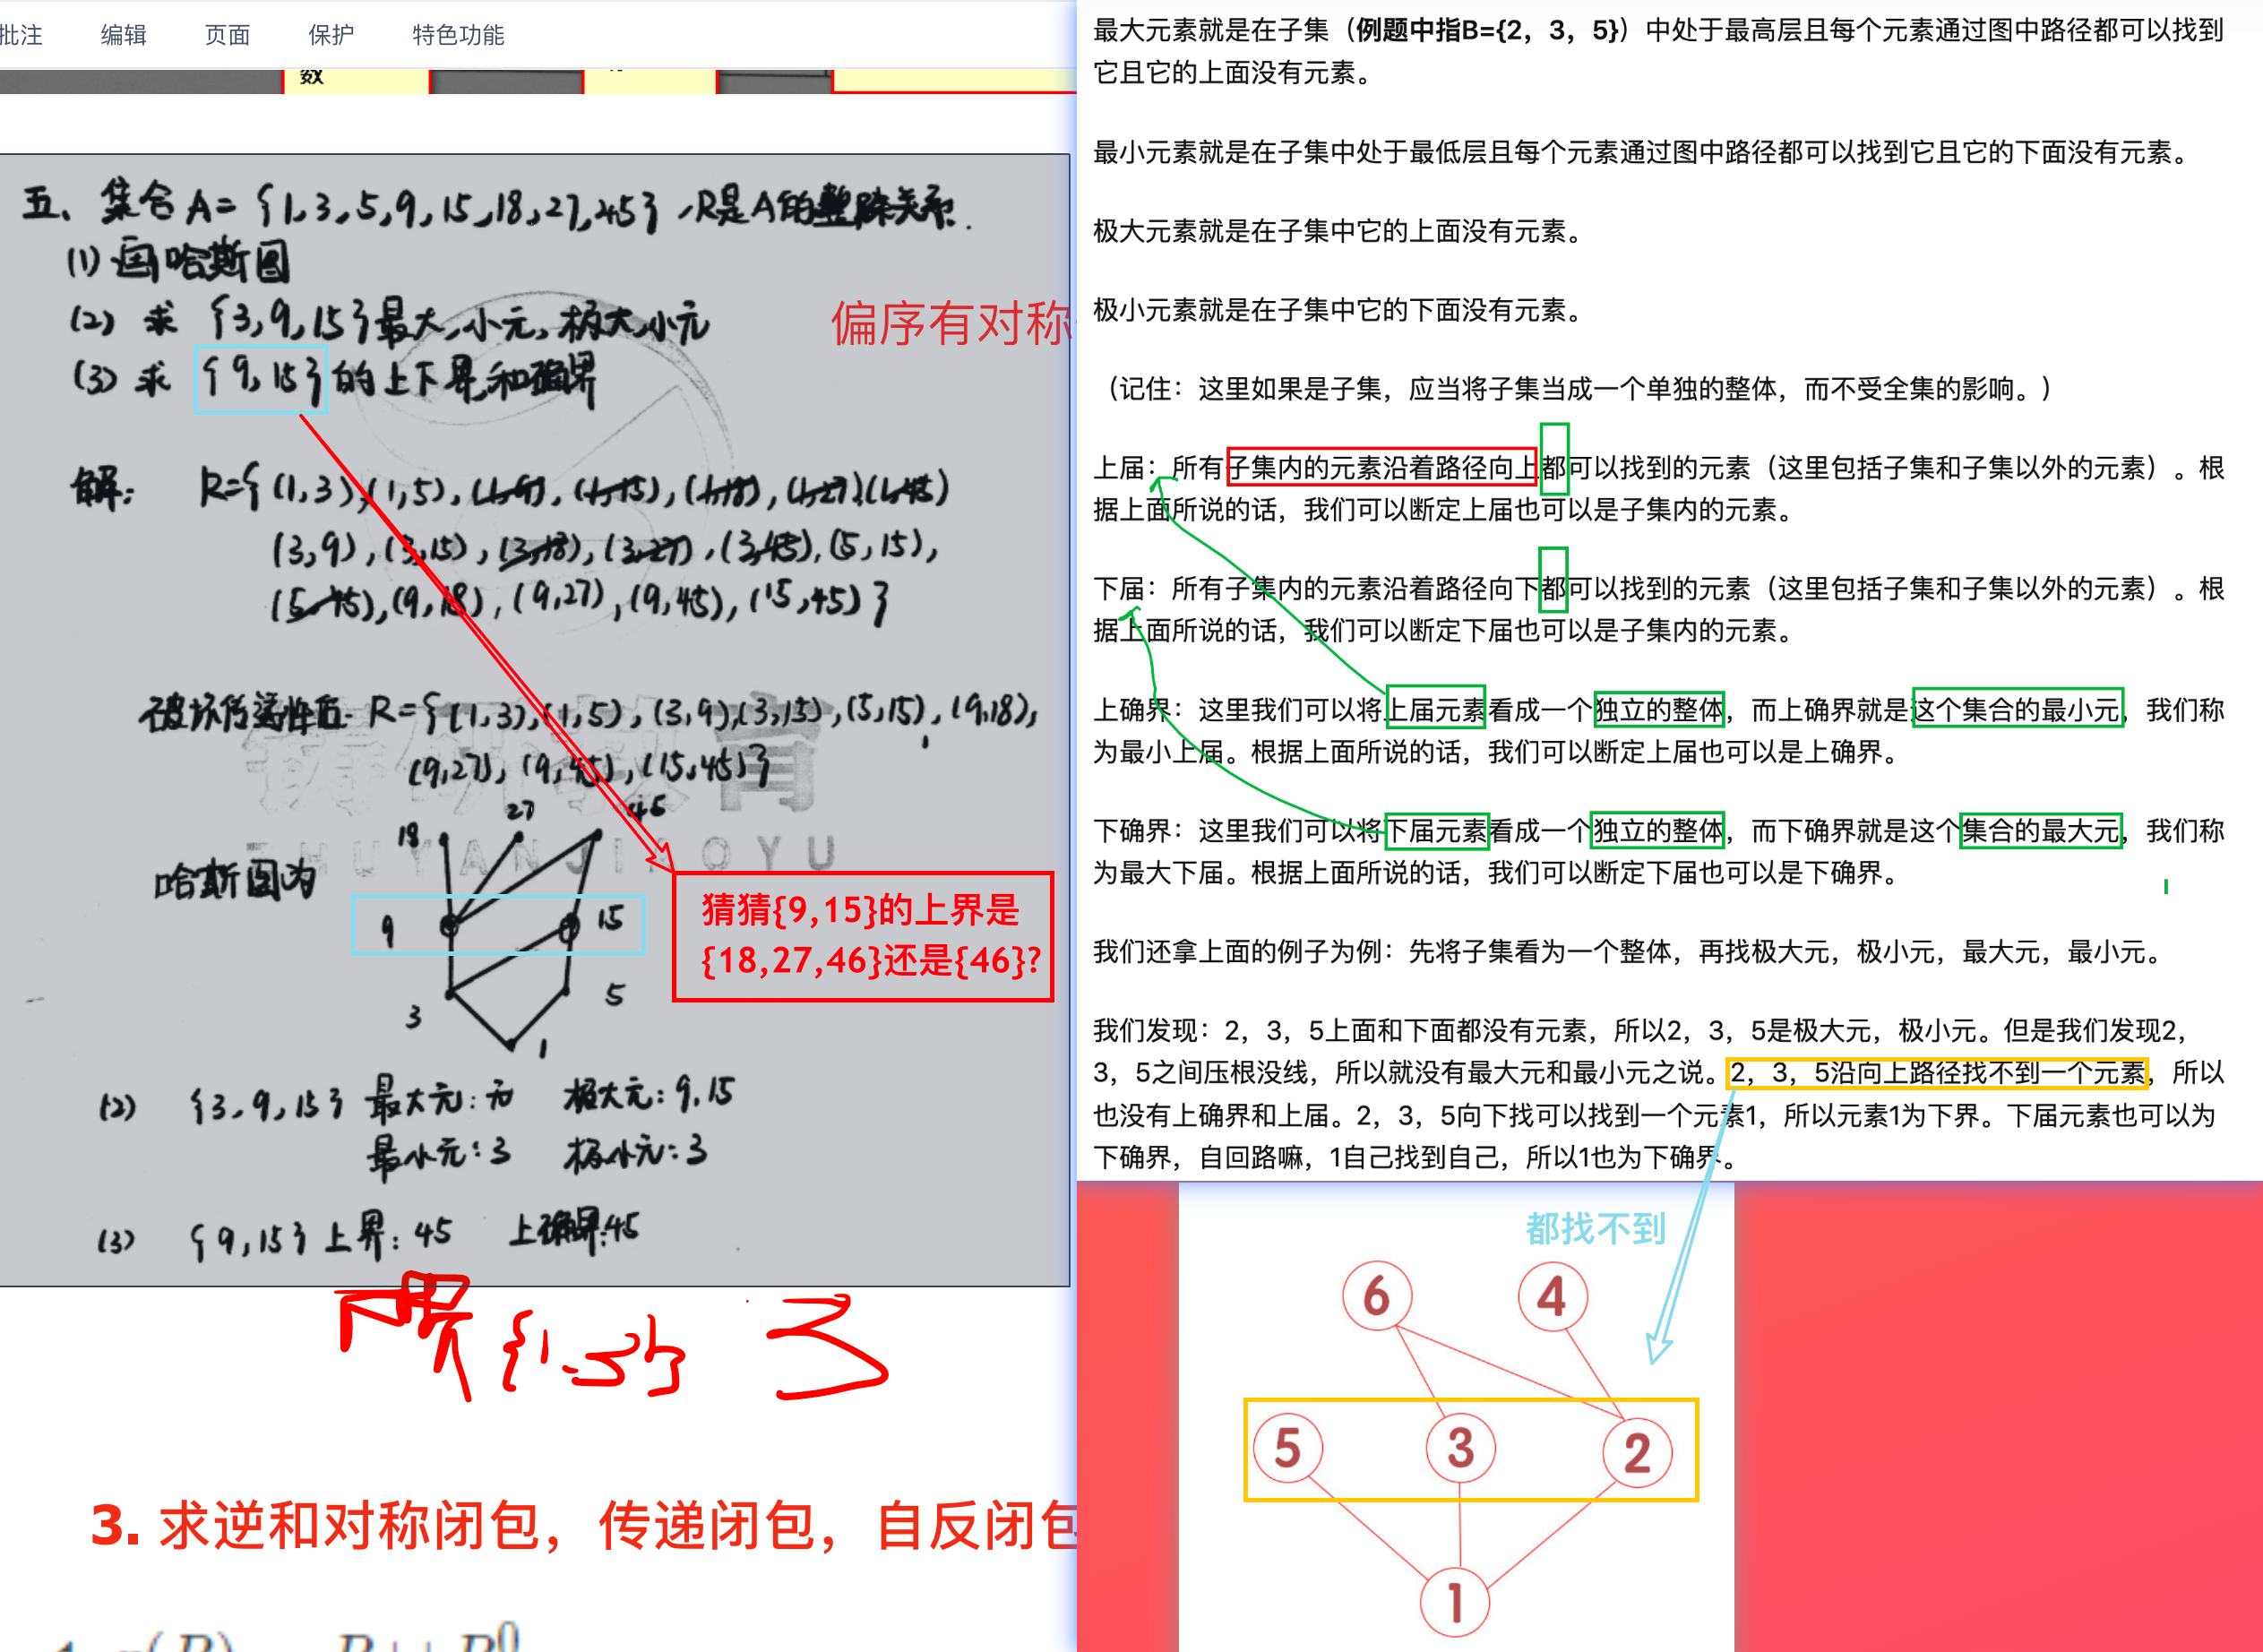 批注 编辑 页面 保护 特色功能
数
五、集合A={1,3,5,9,15,18,27,45},R是A的整除关系.
(1) 画哈斯图
(2) 求 {3,9,15}最大,小元,极大,小元
(3) 求 {9,15}的上下界,和确界
偏序有对称
解: R={(1,3),(1,5),(1,9),(1,15),(1,18),(1,27),(1,45)
(3,9),(3,15),(3,18),(3,27),(3,45),(5,15),
(5,45),(9,18),(9,27),(9,45),(15,45)}
破坏传递性后: R={(1,3),(1,5),(3,9),(3,15),(5,15),(9,18),
(9,27),(9,45),(15,45)}
铸研教育
ZHUYANJIAOYU
哈斯图为
18 27 45
9 15
3 5
1
猜猜{9,15}的上界是
{18,27,46}还是{46}?
(2) {3,9,15} 最大元:无 极大元:9,15
最小元:3 极小元:3
(3) {9,15}上界:45 上确界:45
下界{1.3} 3
3. 求逆和对称闭包，传递闭包，自反闭包
最大元素就是在子集（例题中指B={2，3，5}）中处于最高层且每个元素通过图中路径都可以找到
它且它的上面没有元素。
最小元素就是在子集中处于最低层且每个元素通过图中路径都可以找到它且它的下面没有元素。
极大元素就是在子集中它的上面没有元素。
极小元素就是在子集中它的下面没有元素。
（记住：这里如果是子集，应当将子集当成一个单独的整体，而不受全集的影响。）
上届：所有子集内的元素沿着路径向上都可以找到的元素（这里包括子集和子集以外的元素）。根
据上面所说的话，我们可以断定上届也可以是子集内的元素。
下届：所有子集内的元素沿着路径向下都可以找到的元素（这里包括子集和子集以外的元素）。根
据上面所说的话，我们可以断定下届也可以是子集内的元素。
上确界：这里我们可以将上届元素看成一个独立的整体，而上确界就是这个集合的最小元，我们称
为最小上届。根据上面所说的话，我们可以断定上届也可以是上确界。
下确界：这里我们可以将下届元素看成一个独立的整体，而下确界就是这个集合的最大元，我们称
为最大下届。根据上面所说的话，我们可以断定下届也可以是下确界。
我们还拿上面的例子为例：先将子集看为一个整体，再找极大元，极小元，最大元，最小元。
我们发现：2，3，5上面和下面都没有元素，所以2，3，5是极大元，极小元。但是我们发现2，
3，5之间压根没线，所以就没有最大元和最小元之说。2，3，5沿向上路径找不到一个元素，所以
也没有上确界和上届。2，3，5向下找可以找到一个元素1，所以元素1为下界。下届元素也可以为
下确界，自回路嘛，1自己找到自己，所以1也为下确界。
都找不到
6 4
5 3 2
1